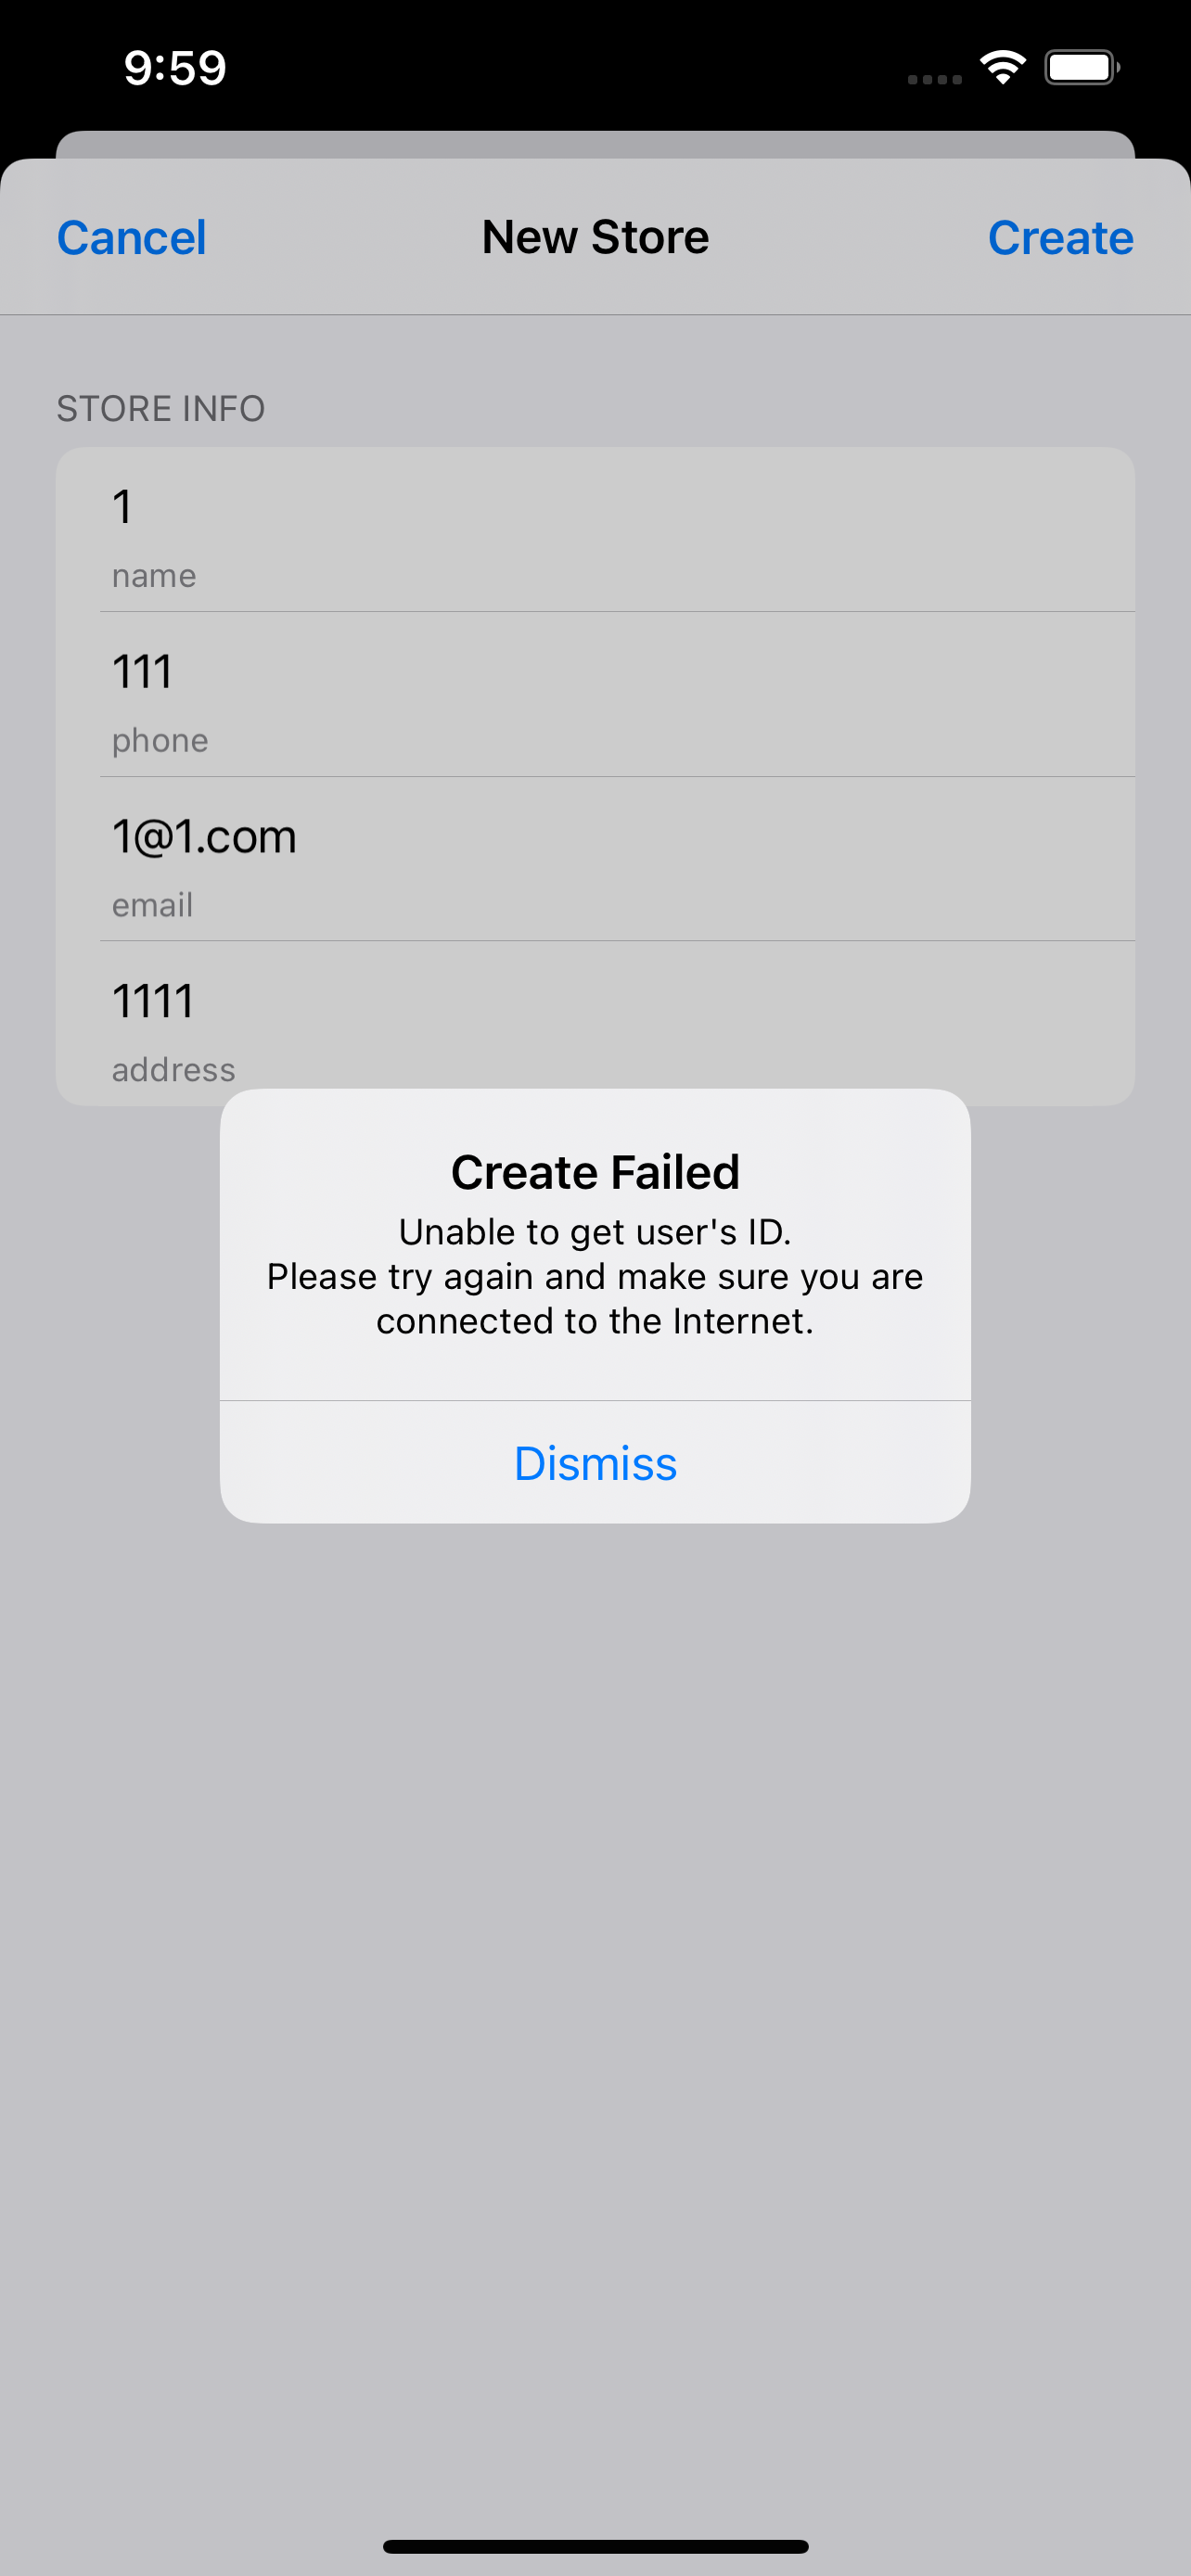 9:59
Cancel New Store Create
STORE INFO
1
name
111
phone
1@1.com
email
1111
address
Create Failed
Unable to get user's ID.
Please try again and make sure you are
connected to the Internet.
Dismiss